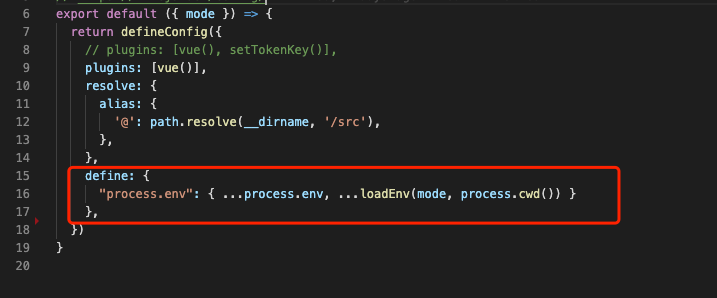 6 export default ({ mode }) => {
7   return defineConfig({
8     // plugins: [vue(), setTokenKey()],
9     plugins: [vue()],
10     resolve: {
11       alias: {
12         '@': path.resolve(__dirname, '/src'),
13       },
14     },
15     define: {
16       "process.env": { ...process.env, ...loadEnv(mode, process.cwd()) }
17     },
18   })
19 }
20